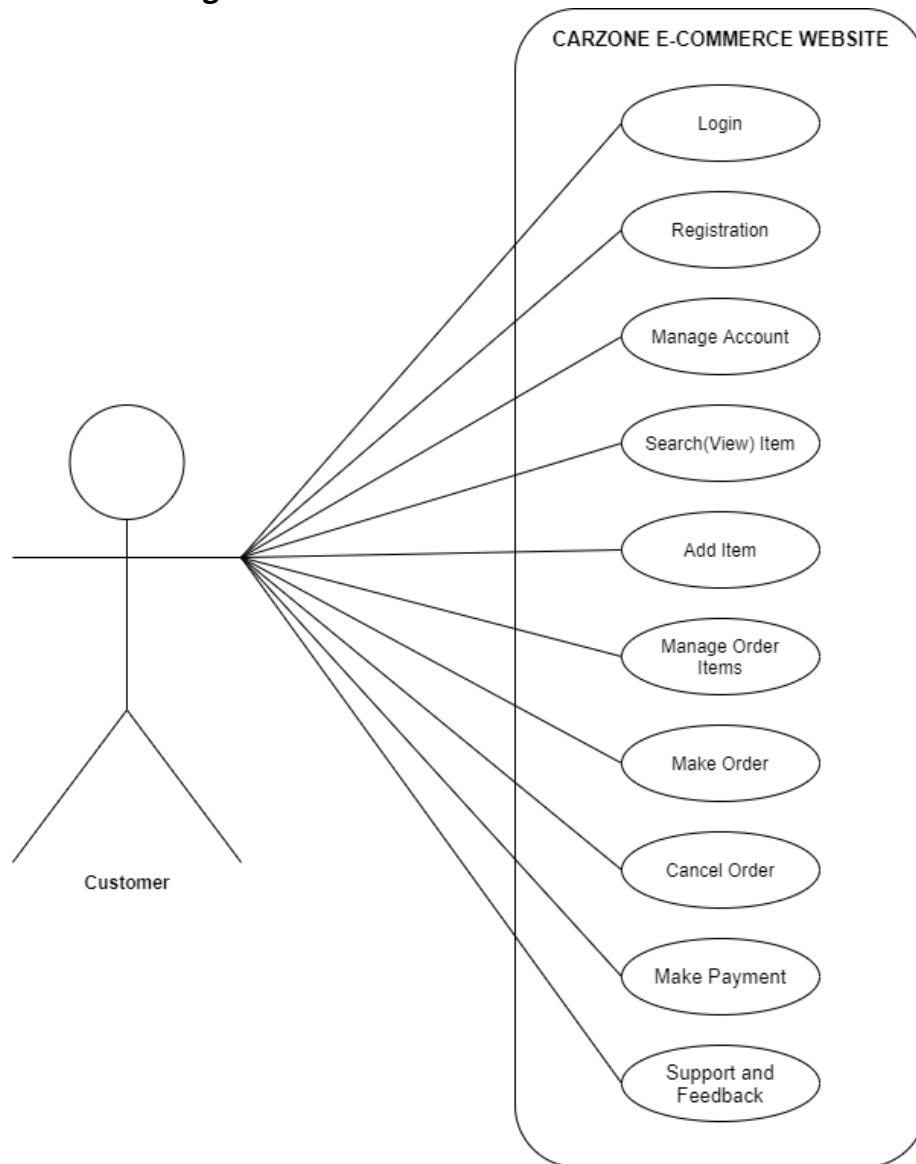 CARZONE E-COMMERCE WEBSITE
Login
Registration
Manage Account
Search(View) Item
Add Item
Manage Order
Items
Make Order
Cancel Order
Customer
Make Payment
Support and
Feedback